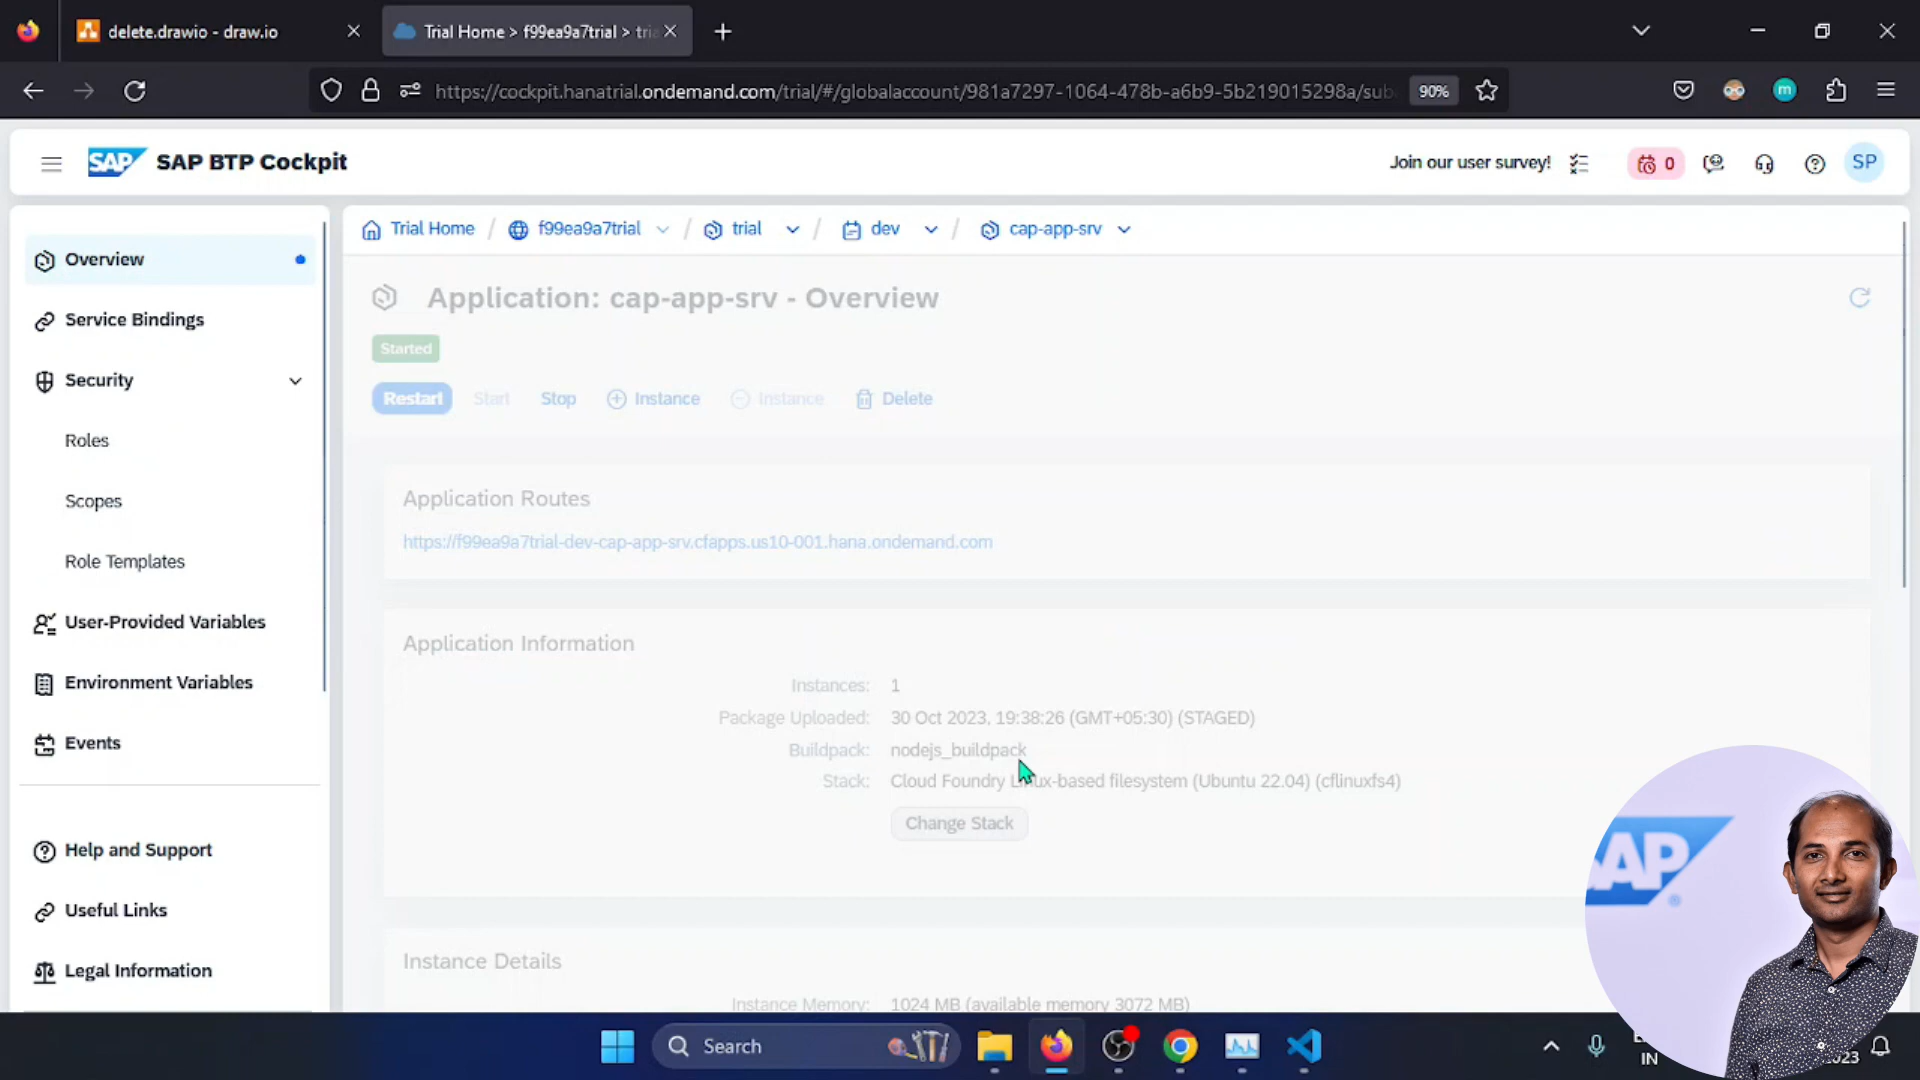 delete.drawio - draw.io
Trial Home > f99ea9a7trial > tria
https://cockpit.hanatrial.ondemand.com/trial/#/globalaccount/981a7297-1064-478b-a6b9-5b219015298a/sub
90%
m
SAP SAP BTP Cockpit
Join our user survey!
0
SP
Trial Home / f99ea9a7trial / trial / dev / cap-app-srv
Overview
Service Bindings
Security
Roles
Scopes
Role Templates
User-Provided Variables
Environment Variables
Events
Help and Support
Useful Links
Legal Information
Application: cap-app-srv - Overview
Started
Restart Start Stop Instance Instance Delete
Application Routes
https://f99ea9a7trial-dev-cap-app-srv.cfapps.us10-001.hana.ondemand.com
Application Information
Instances: 1
Package Uploaded: 30 Oct 2023, 19:38:26 (GMT+05:30) (STAGED)
Buildpack: nodejs_buildpack
Stack: Cloud Foundry Linux-based filesystem (Ubuntu 22.04) (cflinuxfs4)
Change Stack
Instance Details
Instance Memory: 1024 MB (available memory 3072 MB)
Search
IN